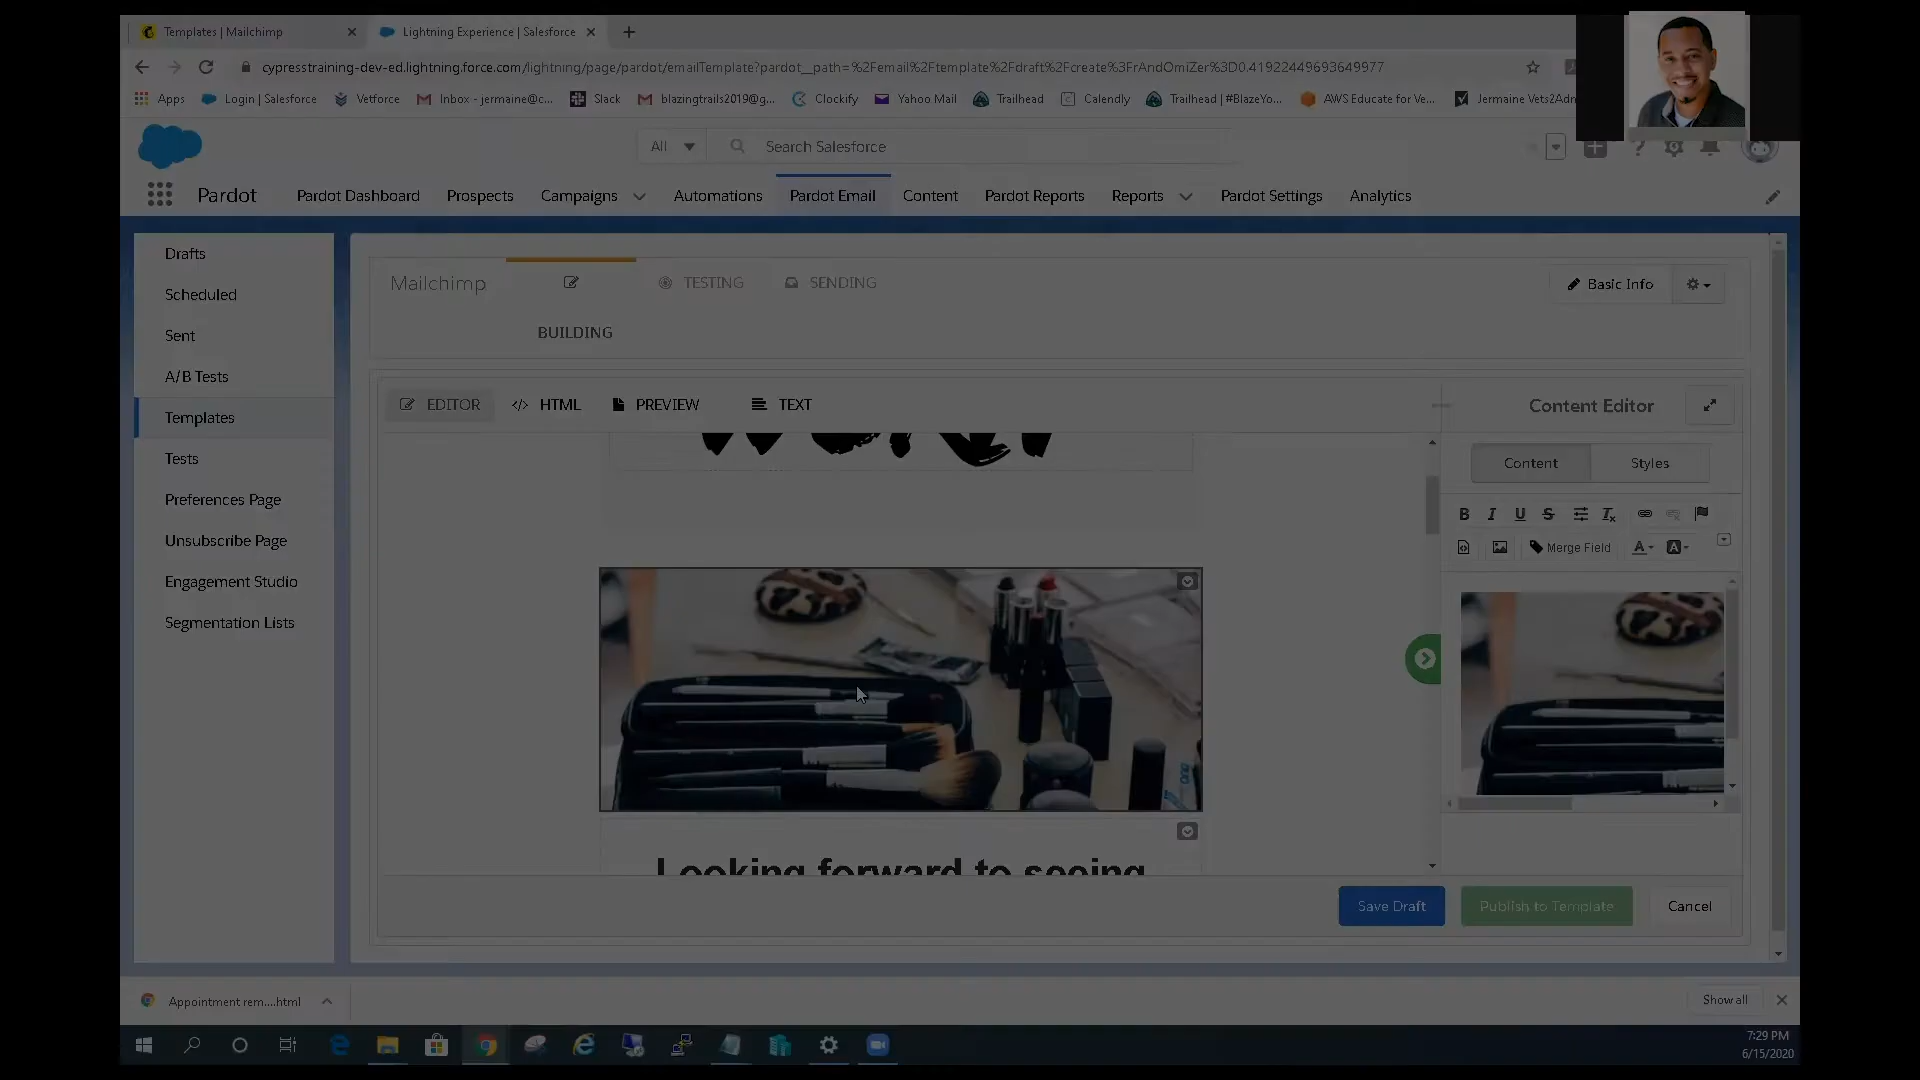 Templates | Mailchimp
Lightning Experience | Salesforce
cypresstraining-dev-ed.lightning.force.com/lightning/page/pardot/emailTemplate?pardot__path=%2Femail%2Ftemplate%2Fdraft%2Fcreate%3FrAndOmiZer%3D0.41922449693649977
Apps
Login | Salesforce
Vetforce
Inbox - jermaine@c...
Slack
blazingtrails2019@g...
Clockify
Yahoo Mail
Trailhead
Calendly
Trailhead | #BlazeYo...
AWS Educate for Ve...
Jermaine Vets2Adn
All
Search Salesforce
Pardot
Pardot Dashboard
Prospects
Campaigns
Automations
Pardot Email
Content
Pardot Reports
Reports
Pardot Settings
Analytics
Drafts
Scheduled
Sent
A/B Tests
Templates
Tests
Preferences Page
Unsubscribe Page
Engagement Studio
Segmentation Lists
Mailchimp
BUILDING
TESTING
SENDING
Basic Info
EDITOR
HTML
PREVIEW
TEXT
Content Editor
Content
Styles
Merge Field
Looking forward to seeing
Save Draft
Publish to Template
Cancel
Appointment rem....html
Show all
7:29 PM
6/15/2020